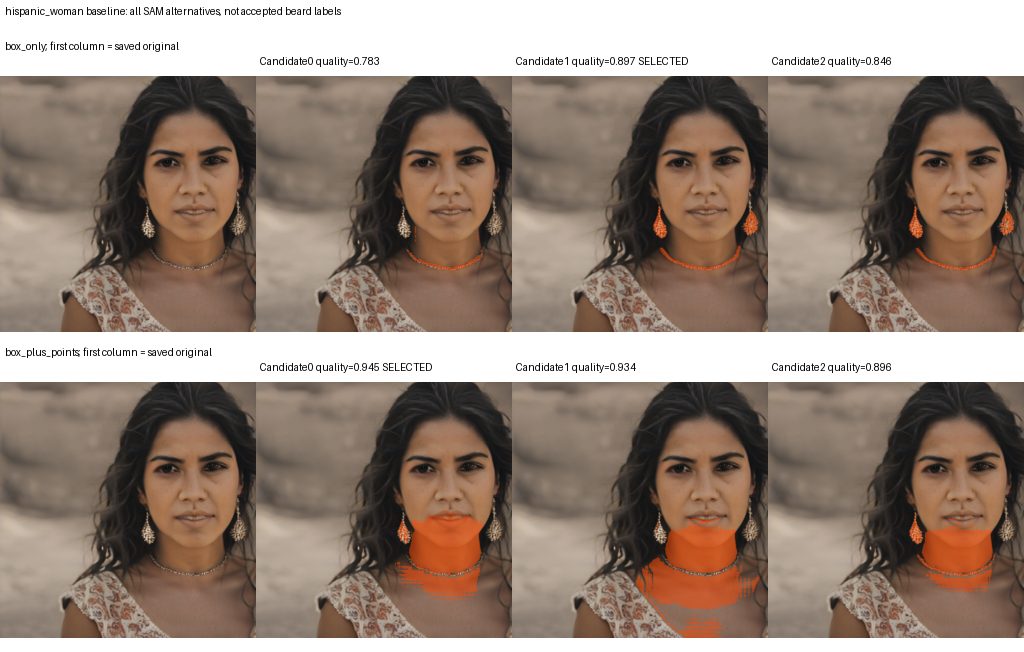 hispanic_woman baseline: all SAM alternatives, not accepted beard labels
box_only; first column = saved original
Candidate0 quality=0.783
Candidate1 quality=0.897 SELECTED
Candidate2 quality=0.846
box_plus_points; first column = saved original
Candidate0 quality=0.945 SELECTED
Candidate1 quality=0.934
Candidate2 quality=0.896